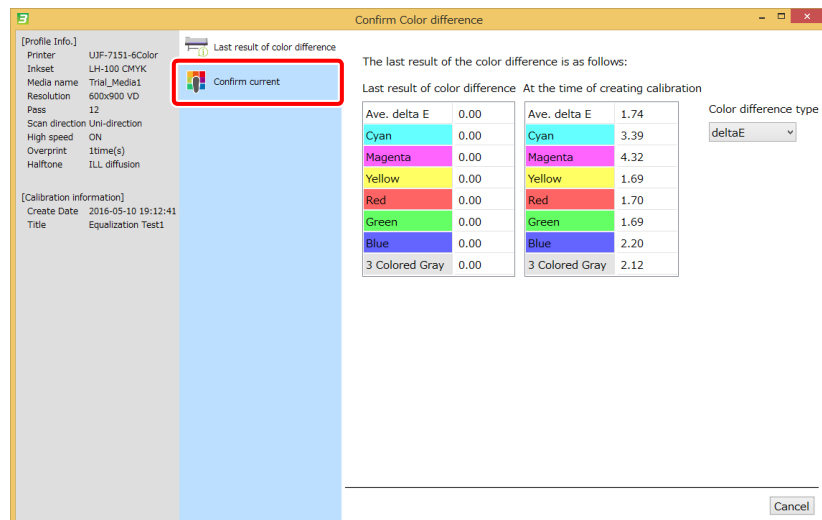 Confirm Color difference
[Profile Info.]
Printer UJF-7151-6Color
Inkset LH-100 CMYK
Media name Trial_Media1
Resolution 600x900 VD
Pass 12
Scan direction Uni-direction
High speed ON
Overprint 1time(s)
Halftone ILL diffusion
[Calibration information]
Create Date 2016-05-10 19:12:41
Title Equalization Test1
Last result of color difference
Confirm current
The last result of the color difference is as follows:
Last result of color difference At the time of creating calibration
Ave. delta E 0.00 Ave. delta E 1.74
Cyan 0.00 Cyan 3.39
Magenta 0.00 Magenta 4.32
Yellow 0.00 Yellow 1.69
Red 0.00 Red 1.70
Green 0.00 Green 1.69
Blue 0.00 Blue 2.20
3 Colored Gray 0.00 3 Colored Gray 2.12
Color difference type
deltaE
Cancel